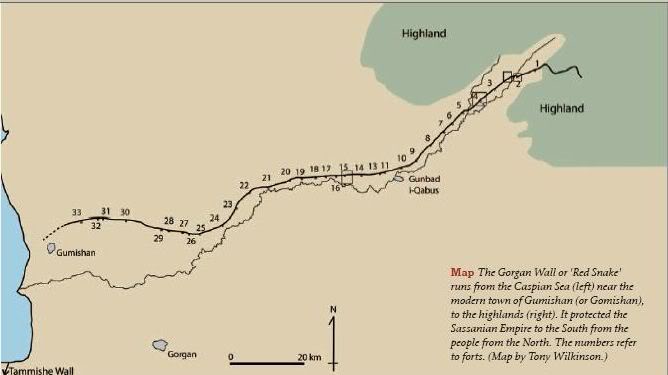 Highland
Highland
1
2
3
4
5
6
7
8
9
10
11
13
14
15
16
17
18
19
20
21
22
23
24
25
26
27
28
29
30
31
32
33
Gunbad
i-Qabus
Gumishan
Gorgan
Tammishe Wall
N
0 20 km
Map The Gorgan Wall or 'Red Snake'
runs from the Caspian Sea (left) near the
modern town of Gumishan (or Gomishan),
to the highlands (right). It protected the
Sassanian Empire to the South from the
people from the North. The numbers refer
to forts. (Map by Tony Wilkinson.)